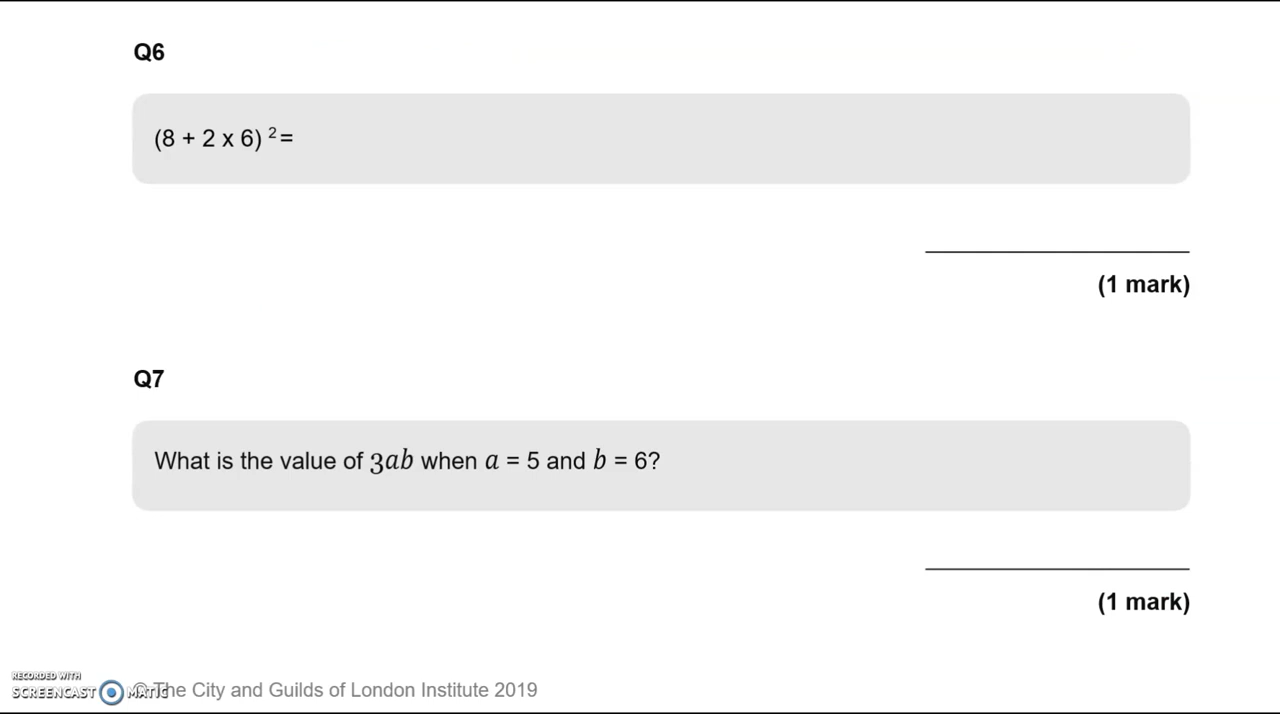 Q6
(8 + 2 x 6) ² =
(1 mark)
Q7
What is the value of 3ab when a = 5 and b = 6?
(1 mark)
RECORDED WITH
SCREENCAST MATIC
© The City and Guilds of London Institute 2019